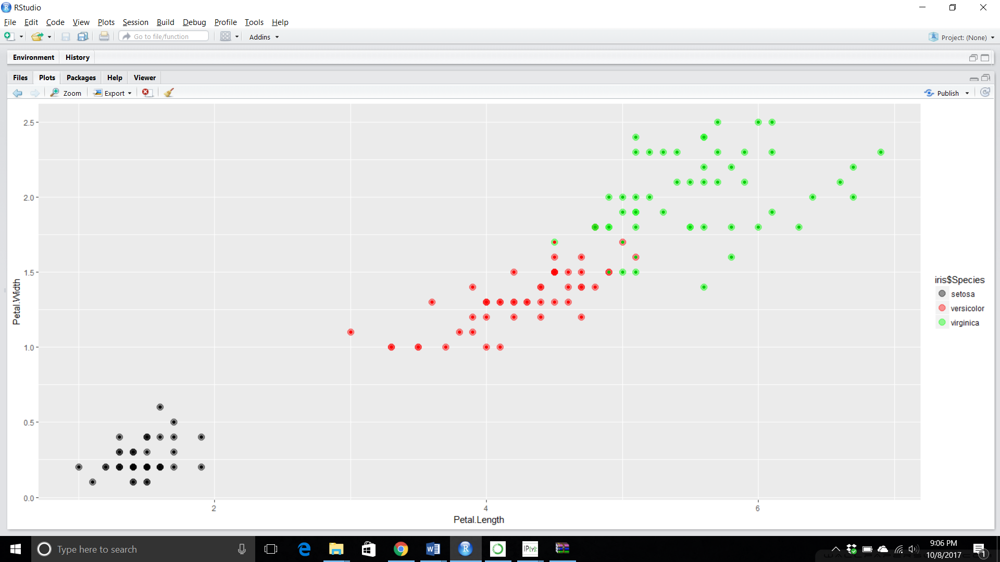 RStudio
File Edit Code View Plots Session Build Debug Profile Tools Help
Go to file/function Addins Project: (None)
Environment History
Files Plots Packages Help Viewer
Zoom Export Publish
2.5
2.0
1.5
1.0
0.5
0.0
Petal.Width
2 4 6
Petal.Length
iris$Species
setosa
versicolor
virginica
Type here to search
IP[y]:
9:06 PM
10/8/2017
1